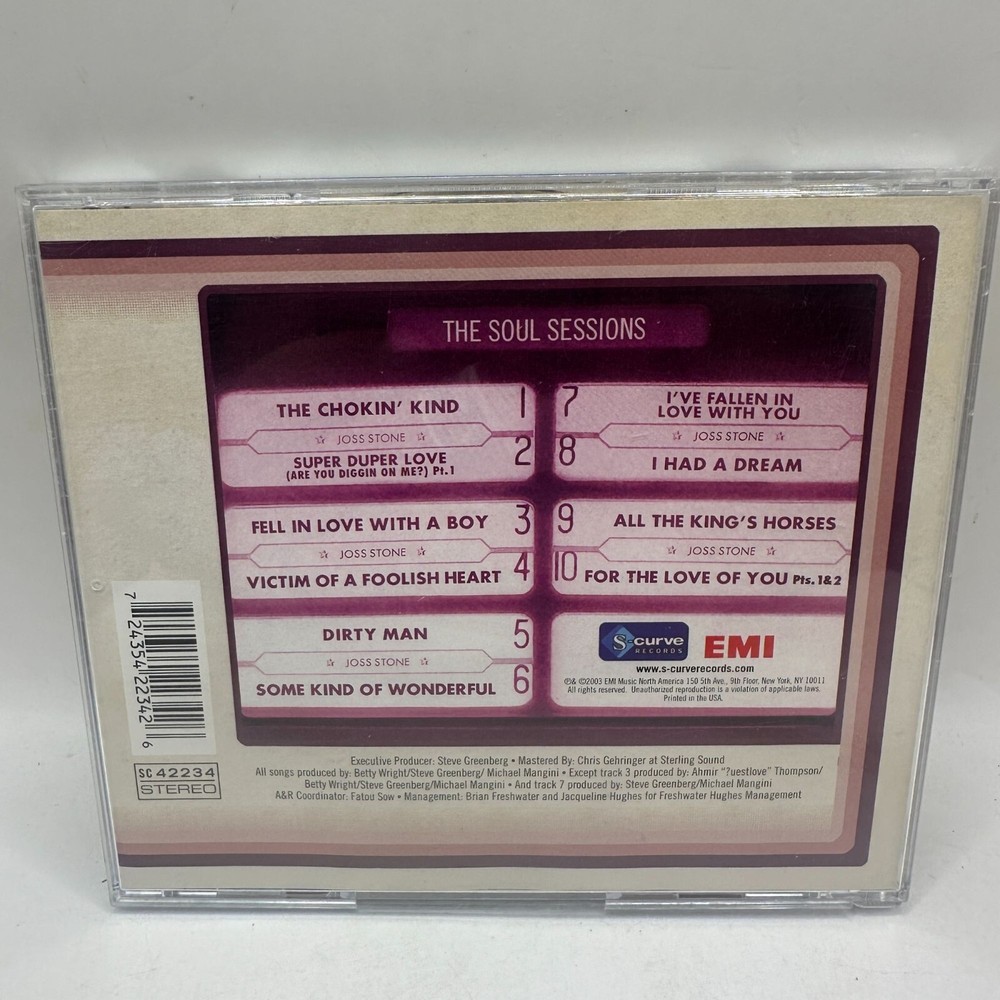 THE SOUL SESSIONS
THE CHOKIN' KIND 1
☆ JOSS STONE ☆
SUPER DUPER LOVE 2
(ARE YOU DIGGIN ON ME?) Pt.1
FELL IN LOVE WITH A BOY 3
☆ JOSS STONE ☆
VICTIM OF A FOOLISH HEART 4
DIRTY MAN 5
☆ JOSS STONE ☆
SOME KIND OF WONDERFUL 6
7 I'VE FALLEN IN
LOVE WITH YOU
☆ JOSS STONE ☆
8 I HAD A DREAM
9 ALL THE KING'S HORSES
☆ JOSS STONE ☆
10 FOR THE LOVE OF YOU Pts. 1&2
S-curve
RECORDS
EMI
www.s-curverecords.com
℗& ©2003 EMI Music North America 150 5th Ave., 9th Floor, New York, NY 10011
All rights reserved. Unauthorized reproduction is a violation of applicable laws.
Printed in the USA.
7 24354 22342 6
SC 42234
STEREO
Executive Producer: Steve Greenberg • Mastered By: Chris Gehringer at Sterling Sound
All songs produced by: Betty Wright/Steve Greenberg/ Michael Mangini • Except track 3 produced by: Ahmir "?uestlove" Thompson/
Betty Wright/Steve Greenberg/Michael Mangini • And track 7 produced by: Steve Greenberg/Michael Mangini
A&R Coordinator: Fatou Sow • Management: Brian Freshwater and Jacqueline Hughes for Freshwater Hughes Management